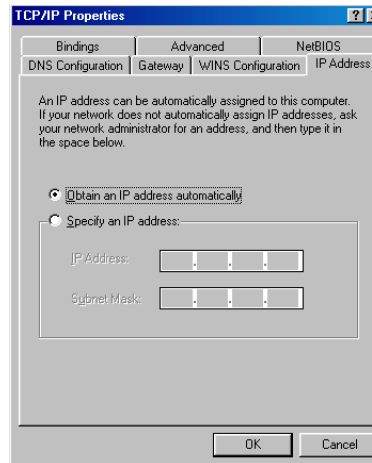 TCP/IP Properties
Bindings Advanced NetBIOS
DNS Configuration Gateway WINS Configuration IP Address
An IP address can be automatically assigned to this computer.
If your network does not automatically assign IP addresses, ask
your network administrator for an address, and then type it in
the space below.
Obtain an IP address automatically
Specify an IP address:
IP Address:
. . .
Subnet Mask:
. . .
OK Cancel